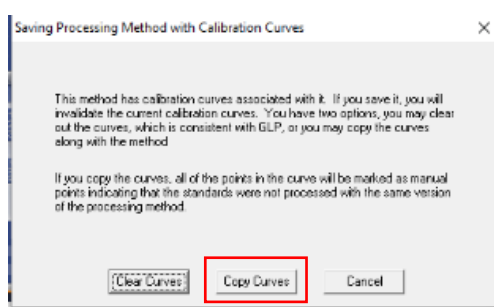 Saving Processing Method with Calibration Curves
This method has calibration curves associated with it. If you save it, you will
invalidate the current calibration curves. You have two options, you may clear
out the curves, which is consistent with GLP, or you may copy the curves
along with the method
If you copy the curves, all of the points in the curve will be marked as manual
points indicating that the standards were not processed with the same version
of the processing method.
Clear Curves Copy Curves Cancel